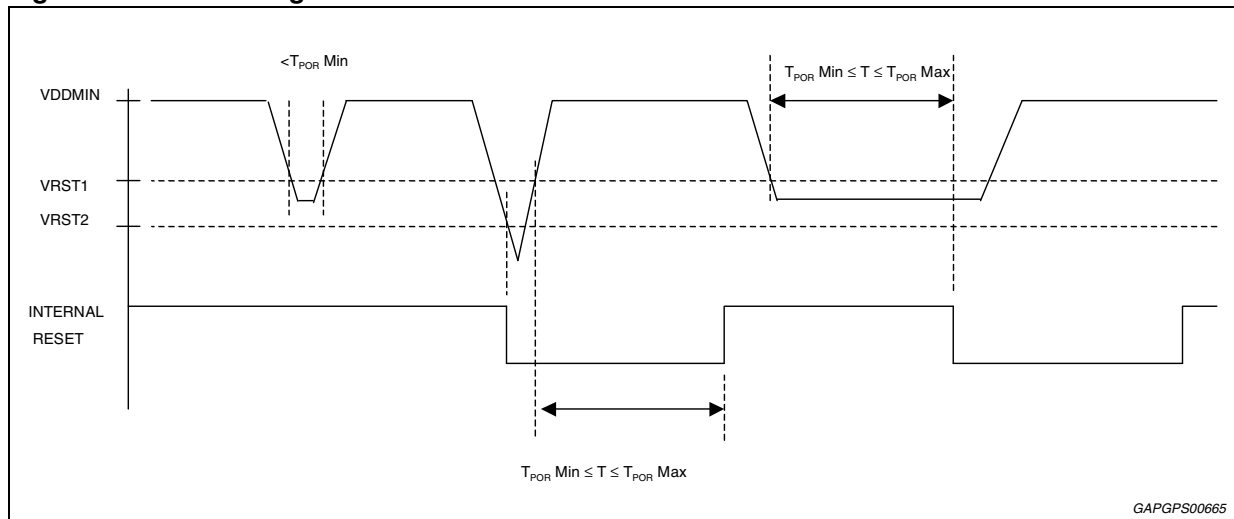 <T_POR Min
T_POR Min ≤ T ≤ T_POR Max
VDDMIN
VRST1
VRST2
INTERNAL
RESET
T_POR Min ≤ T ≤ T_POR Max
GAPGPS00665